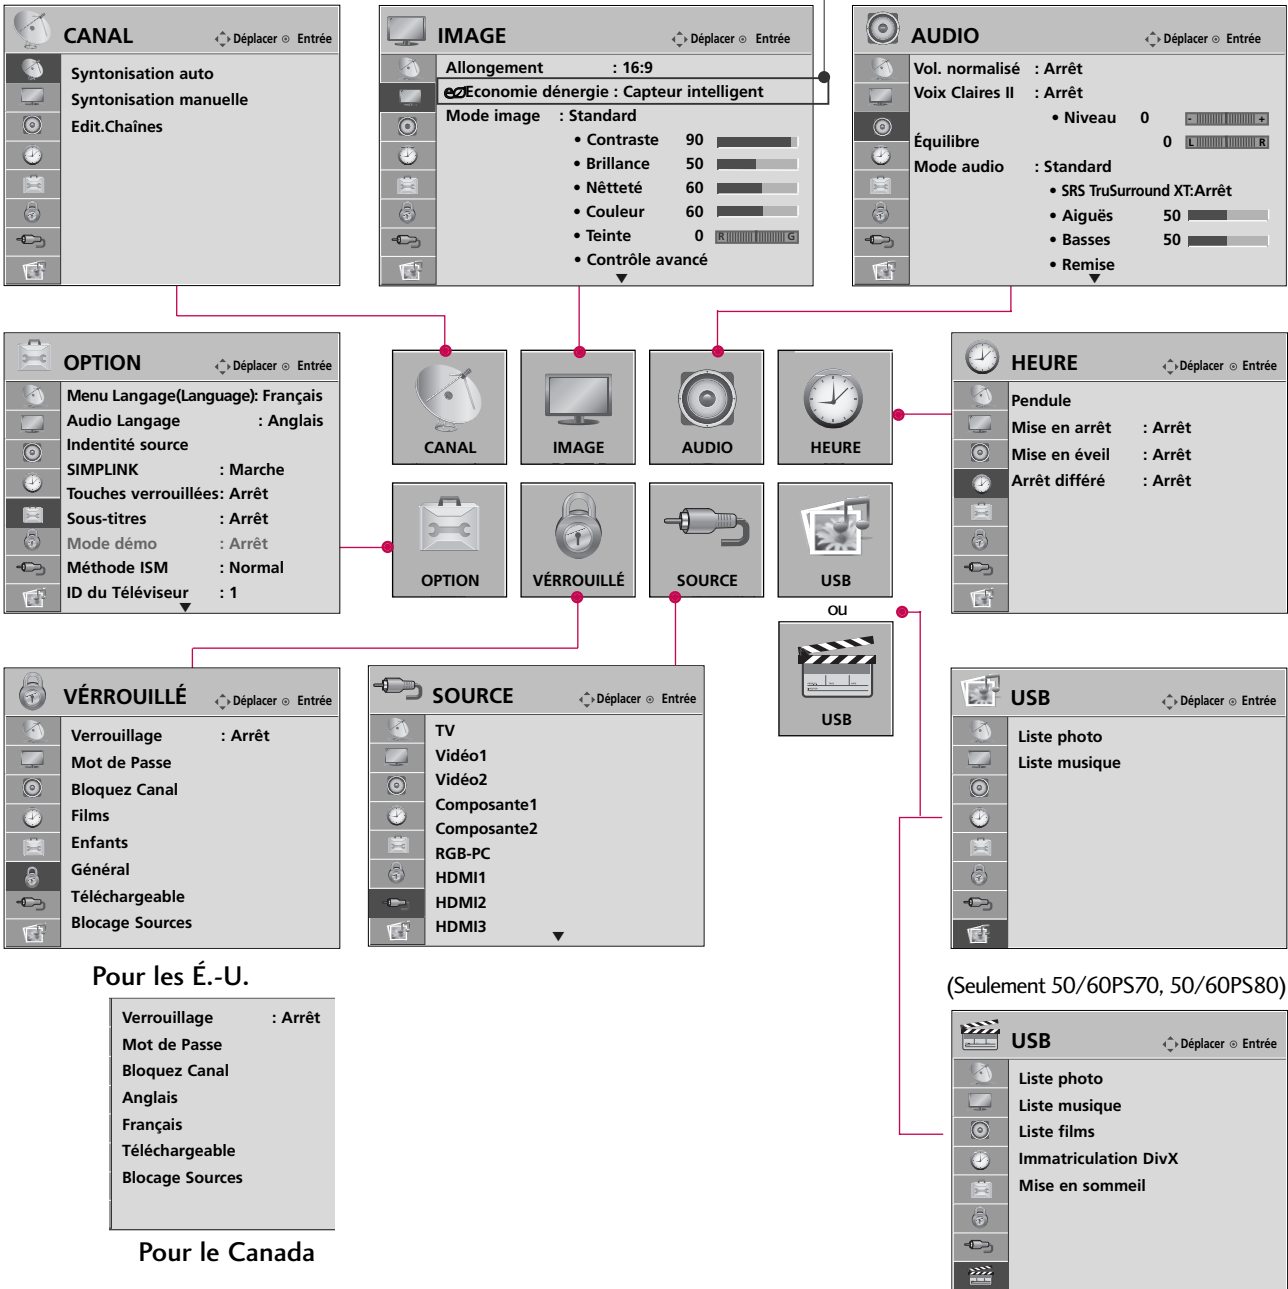 CANAL
Déplacer
Entrée
Syntonisation auto
Syntonisation manuelle
Edit.Chaînes
IMAGE
Déplacer
Entrée
Allongement : 16:9
Economie dénergie : Capteur intelligent
Mode image : Standard
• Contraste 90
• Brillance 50
• Nêtteté 60
• Couleur 60
• Teinte 0 R G
• Contrôle avancé
AUDIO
Déplacer
Entrée
Vol. normalisé : Arrêt
Voix Claires II : Arrêt
• Niveau 0 - +
Équilibre 0 L R
Mode audio : Standard
• SRS TruSurround XT:Arrêt
• Aiguës 50
• Basses 50
• Remise
OPTION
Déplacer
Entrée
Menu Langage(Language): Français
Audio Langage : Anglais
Indentité source
SIMPLINK : Marche
Touches verrouillées: Arrêt
Sous-titres : Arrêt
Mode démo : Arrêt
Méthode ISM : Normal
ID du Téléviseur : 1
CANAL
IMAGE
AUDIO
HEURE
OPTION
VÉRROUILLÉ
SOURCE
USB
ou
USB
HEURE
Déplacer
Entrée
Pendule
Mise en arrêt : Arrêt
Mise en éveil : Arrêt
Arrêt différé : Arrêt
VÉRROUILLÉ
Déplacer
Entrée
Verrouillage : Arrêt
Mot de Passe
Bloquez Canal
Films
Enfants
Général
Téléchargeable
Blocage Sources
Pour les É.-U.
Verrouillage : Arrêt
Mot de Passe
Bloquez Canal
Anglais
Français
Téléchargeable
Blocage Sources
Pour le Canada
SOURCE
Déplacer
Entrée
TV
Vidéo1
Vidéo2
Composante1
Composante2
RGB-PC
HDMI1
HDMI2
HDMI3
USB
Déplacer
Entrée
Liste photo
Liste musique
(Seulement 50/60PS70, 50/60PS80)
USB
Déplacer
Entrée
Liste photo
Liste musique
Liste films
Immatriculation DivX
Mise en sommeil